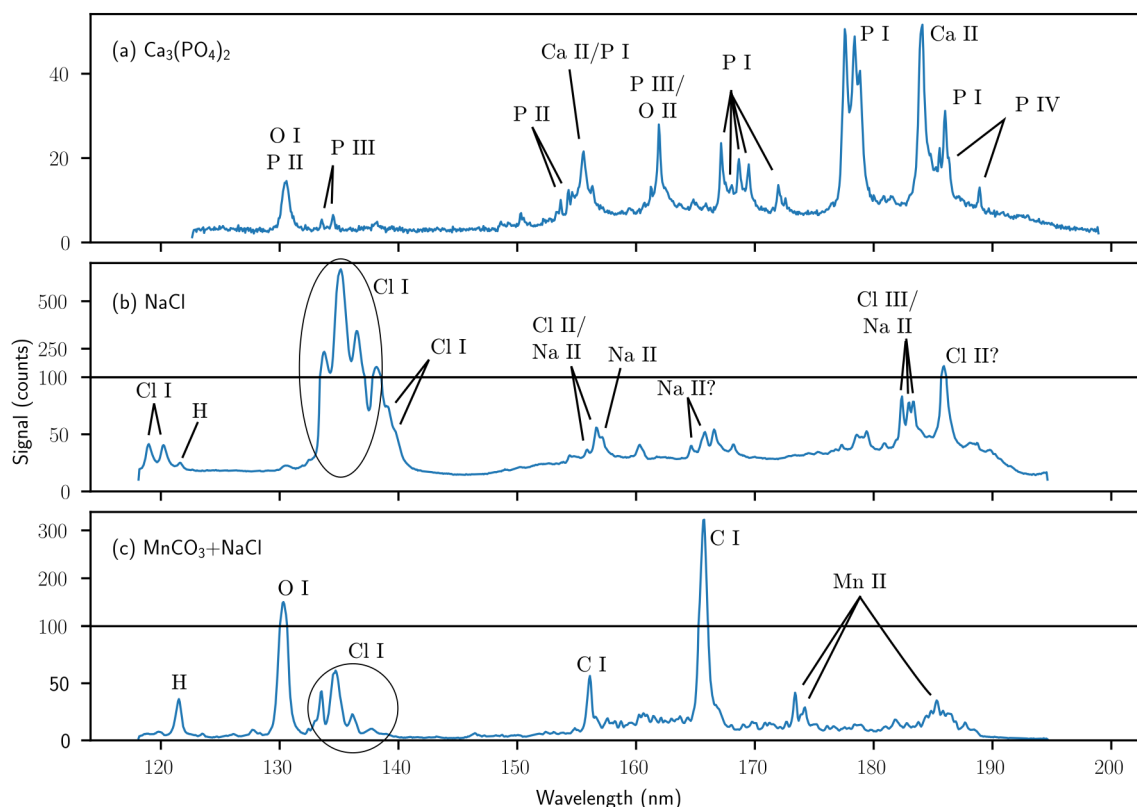 (a) Ca₃(PO₄)₂
40
20
0
O I
P II
P III
P II
Ca II/P I
P III/
O II
P I
P I
Ca II
P I
P IV
(b) NaCl
500
250
100
50
0
Cl I
H
Cl I
Cl I
Cl II/
Na II
Na II
Na II?
Cl III/
Na II
Cl II?
Signal (counts)
(c) MnCO₃+NaCl
300
200
100
50
0
H
O I
Cl I
C I
C I
Mn II
120 130 140 150 160 170 180 190 200
Wavelength (nm)